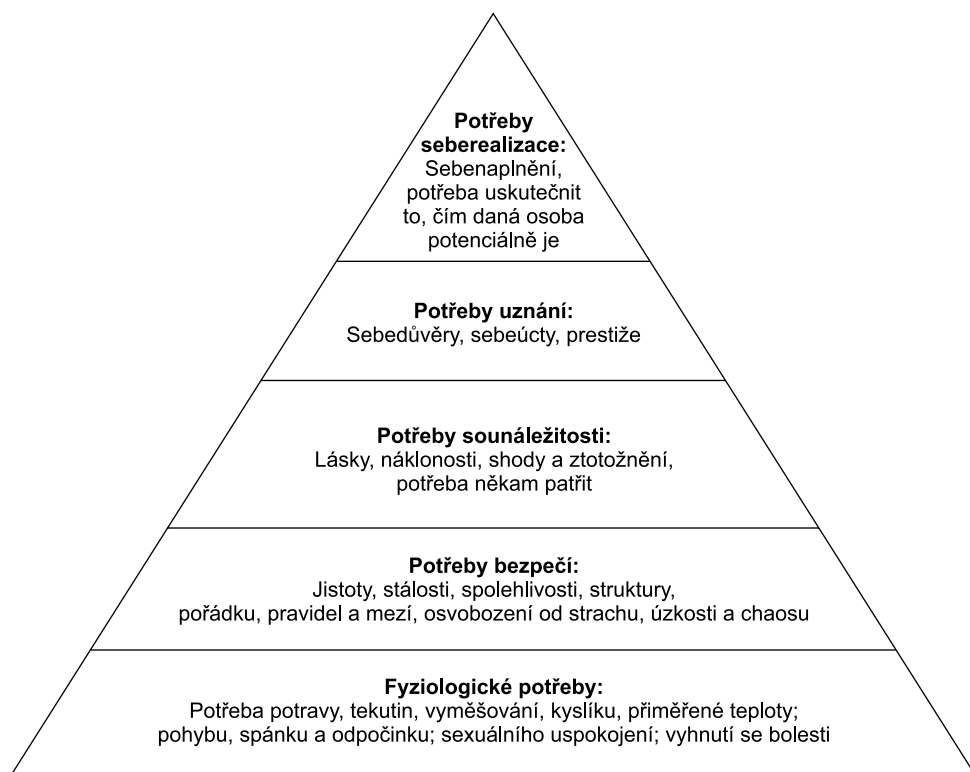 Potřeby
seberealizace:
Sebenaplnění,
potřeba uskutečnit
to, čím daná osoba
potenciálně je
Potřeby uznání:
Sebedůvěry, sebeúcty, prestiže
Potřeby sounáležitosti:
Lásky, náklonosti, shody a ztotožnění,
potřeba někam patřit
Potřeby bezpečí:
Jistoty, stálosti, spolehlivosti, struktury,
pořádku, pravidel a mezí, osvobození od strachu, úzkosti a chaosu
Fyziologické potřeby:
Potřeba potravy, tekutin, vyměšování, kyslíku, přiměřené teploty;
pohybu, spánku a odpočinku; sexuálního uspokojení; vyhnutí se bolesti